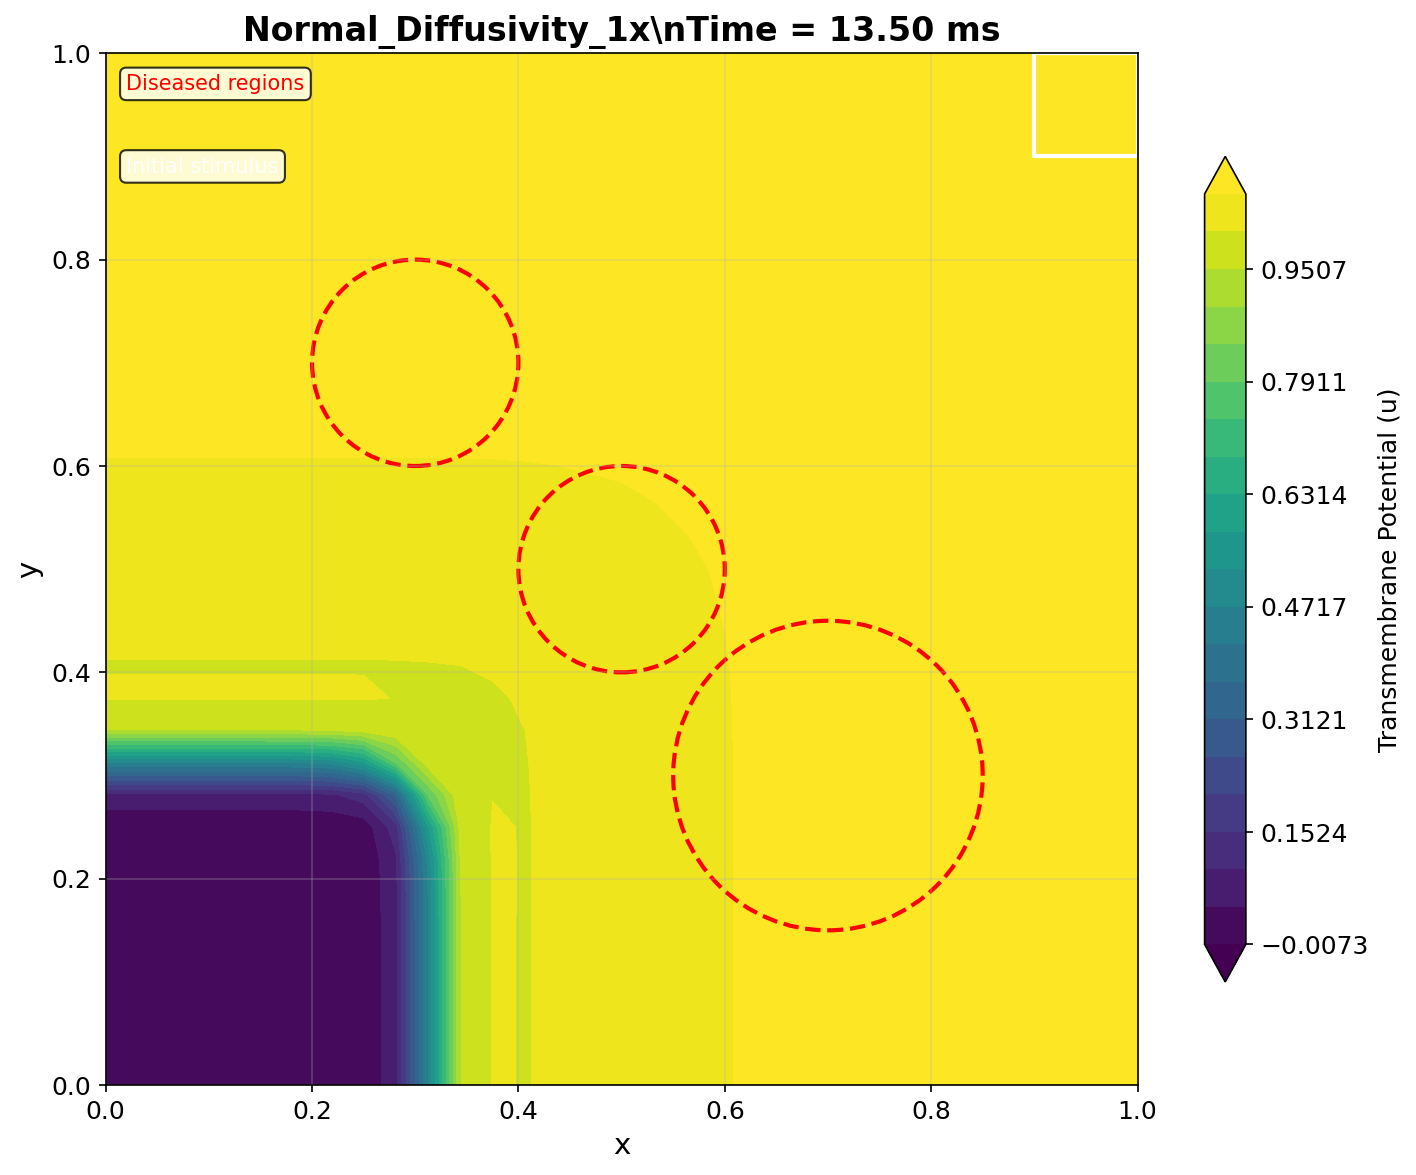 Normal_Diffusivity_1x\nTime = 13.50 ms
1.0
Diseased regions
Initial stimulus
0.8
0.6
0.4
0.2
0.0
y
0.0 0.2 0.4 0.6 0.8 1.0
x
0.9507
0.7911
0.6314
0.4717
0.3121
0.1524
−0.0073
Transmembrane Potential (u)